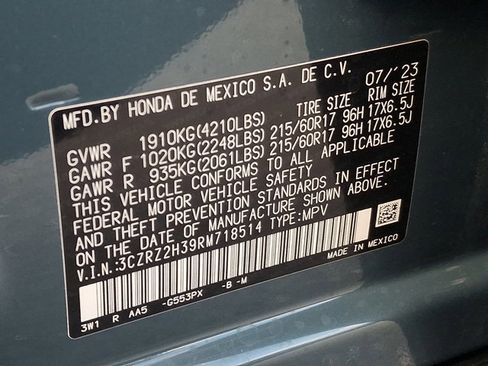 MFD.BY HONDA DE MEXICO S.A. DE C.V. 07/'23
GVWR 1910KG(4210LBS) RIM SIZE
GAWR F 1020KG(2248LBS) 215/60R17 96H 17X6.5J
GAWR R 935KG(2061LBS) 215/60R17 96H 17X6.5J
THIS VEHICLE CONFORMS TO ALL APPLICABLE
FEDERAL MOTOR VEHICLE SAFETY
AND THEFT PREVENTION STANDARDS IN EFFECT
ON THE DATE OF MANUFACTURE SHOWN ABOVE.
V.I.N.:3CZRZ2H39RM718514 TYPE:MPV
MADE IN MEXICO
3W1 R AA5 -G553PX -B -M